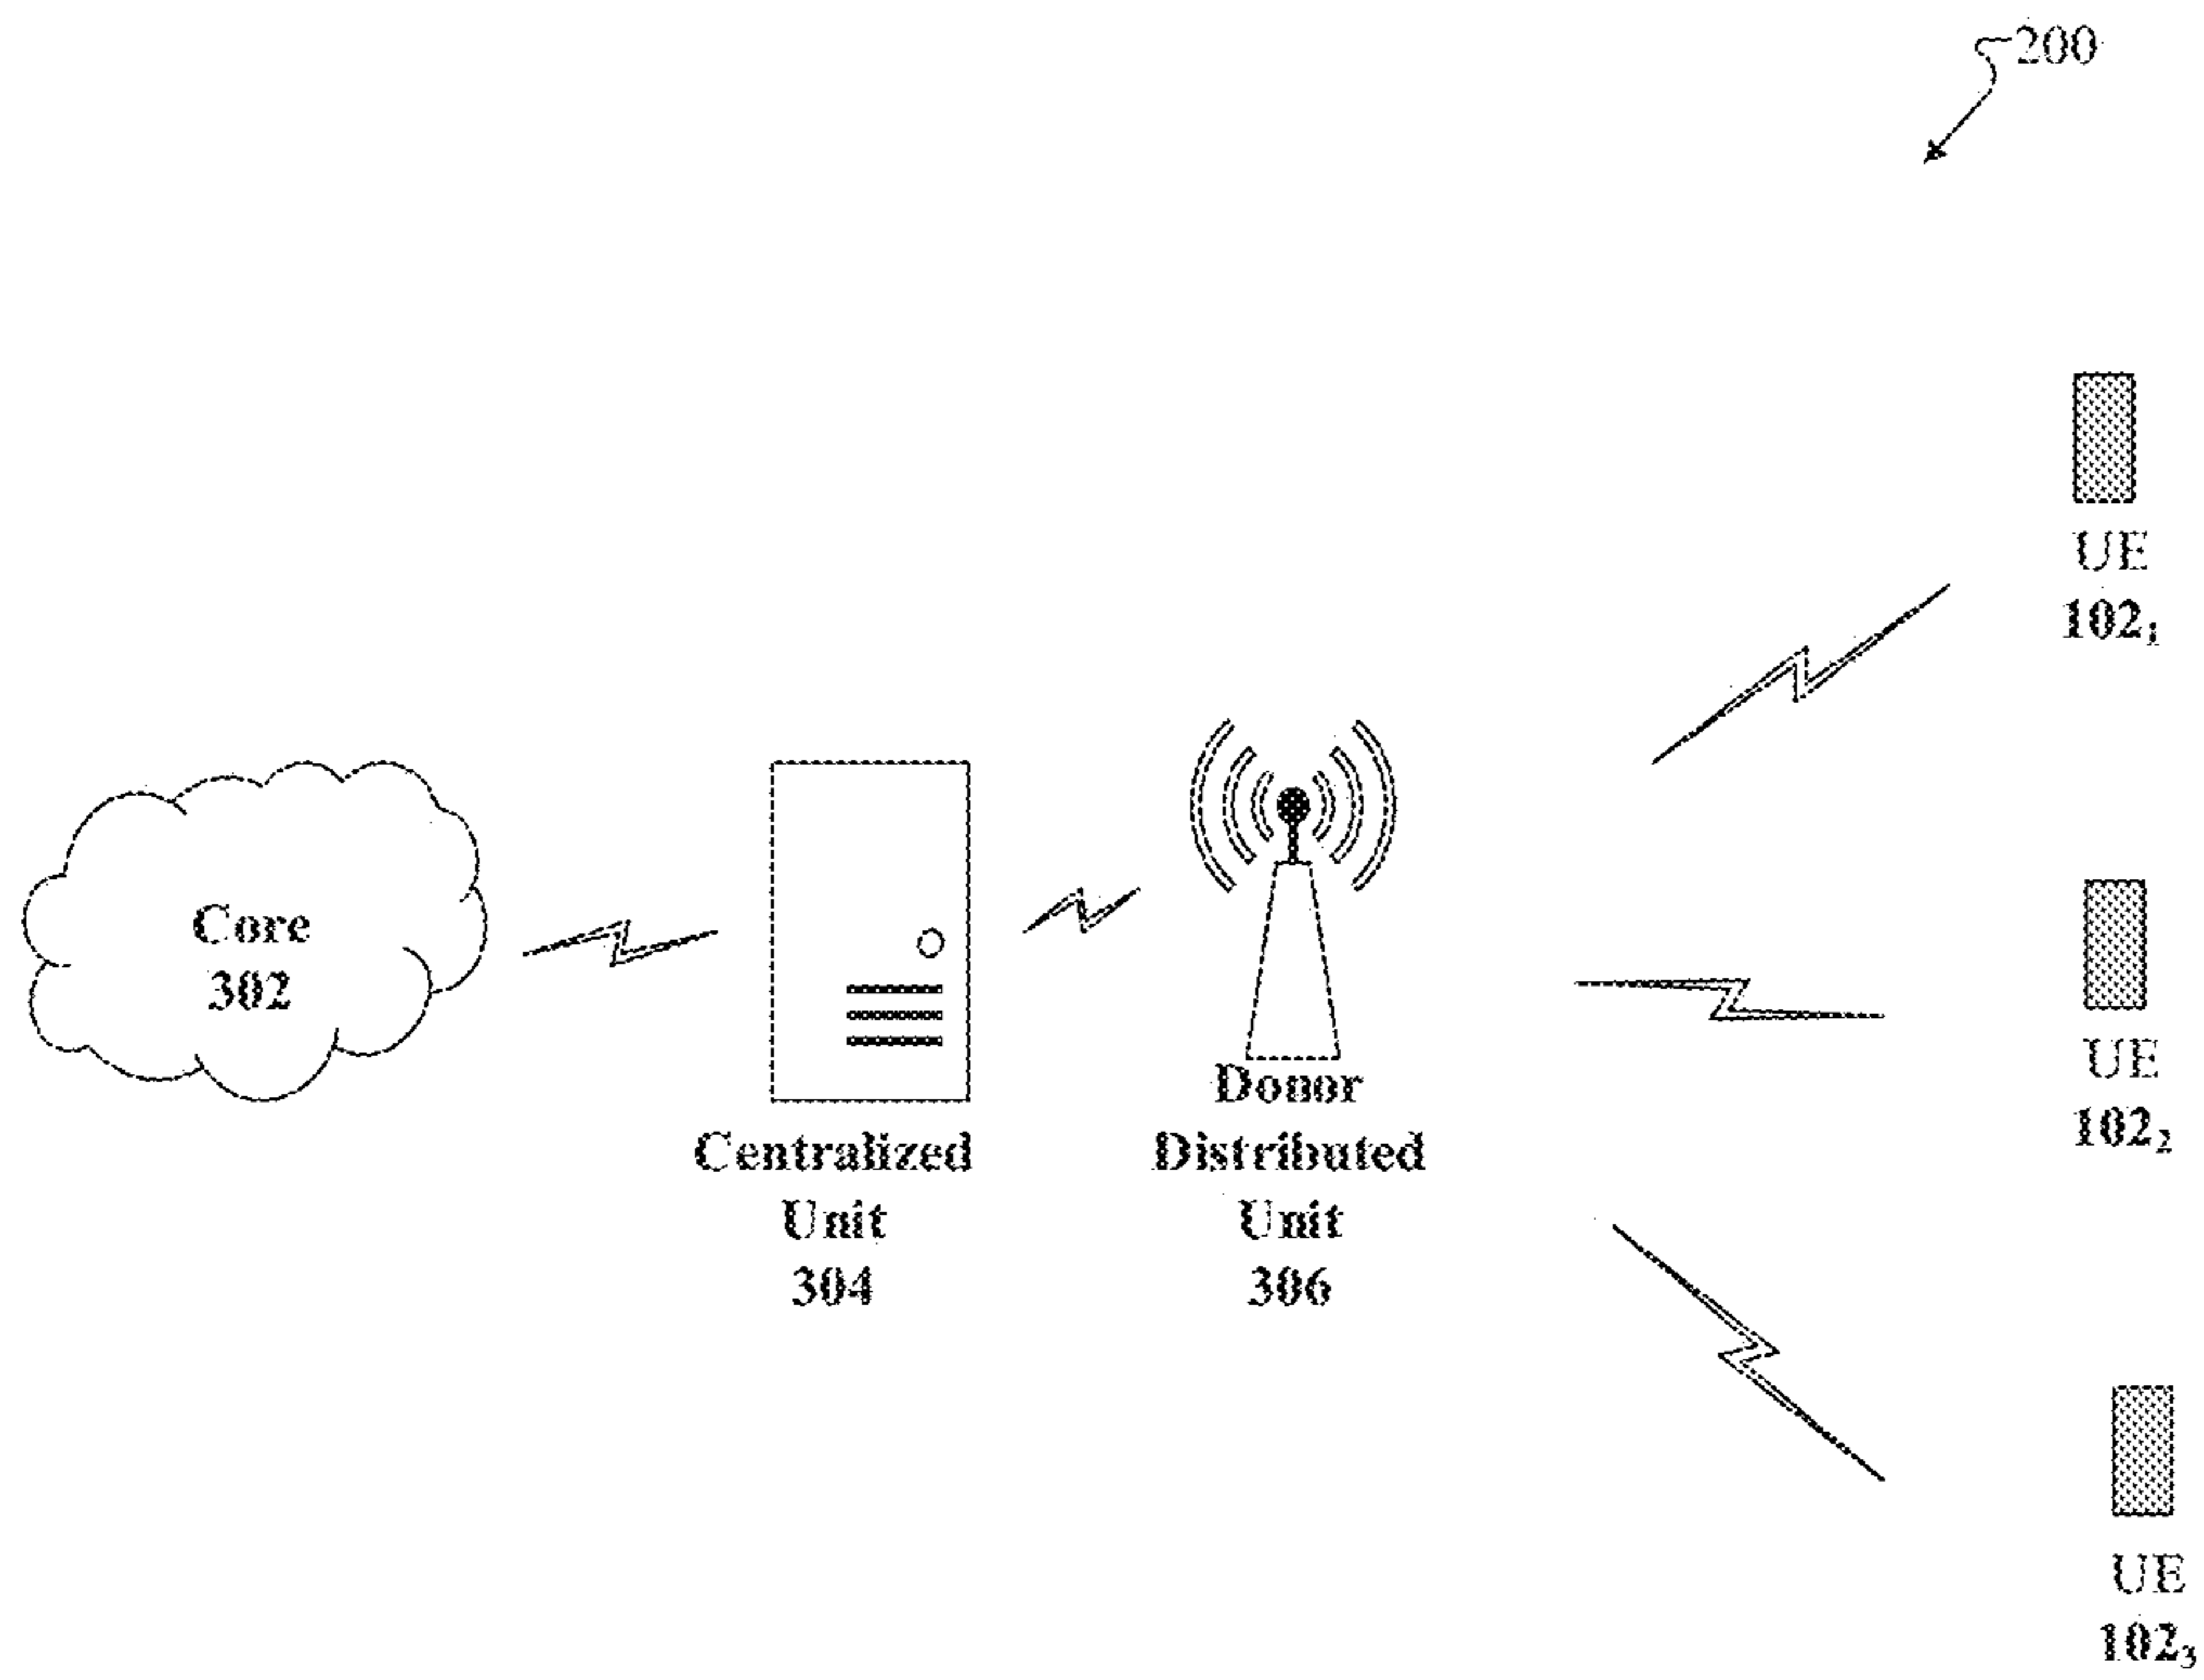 200
UE
102₁
Core
302
UE
102₂
Donor
Centralized
Distributed
Unit
Unit
304
306
UE
102₃